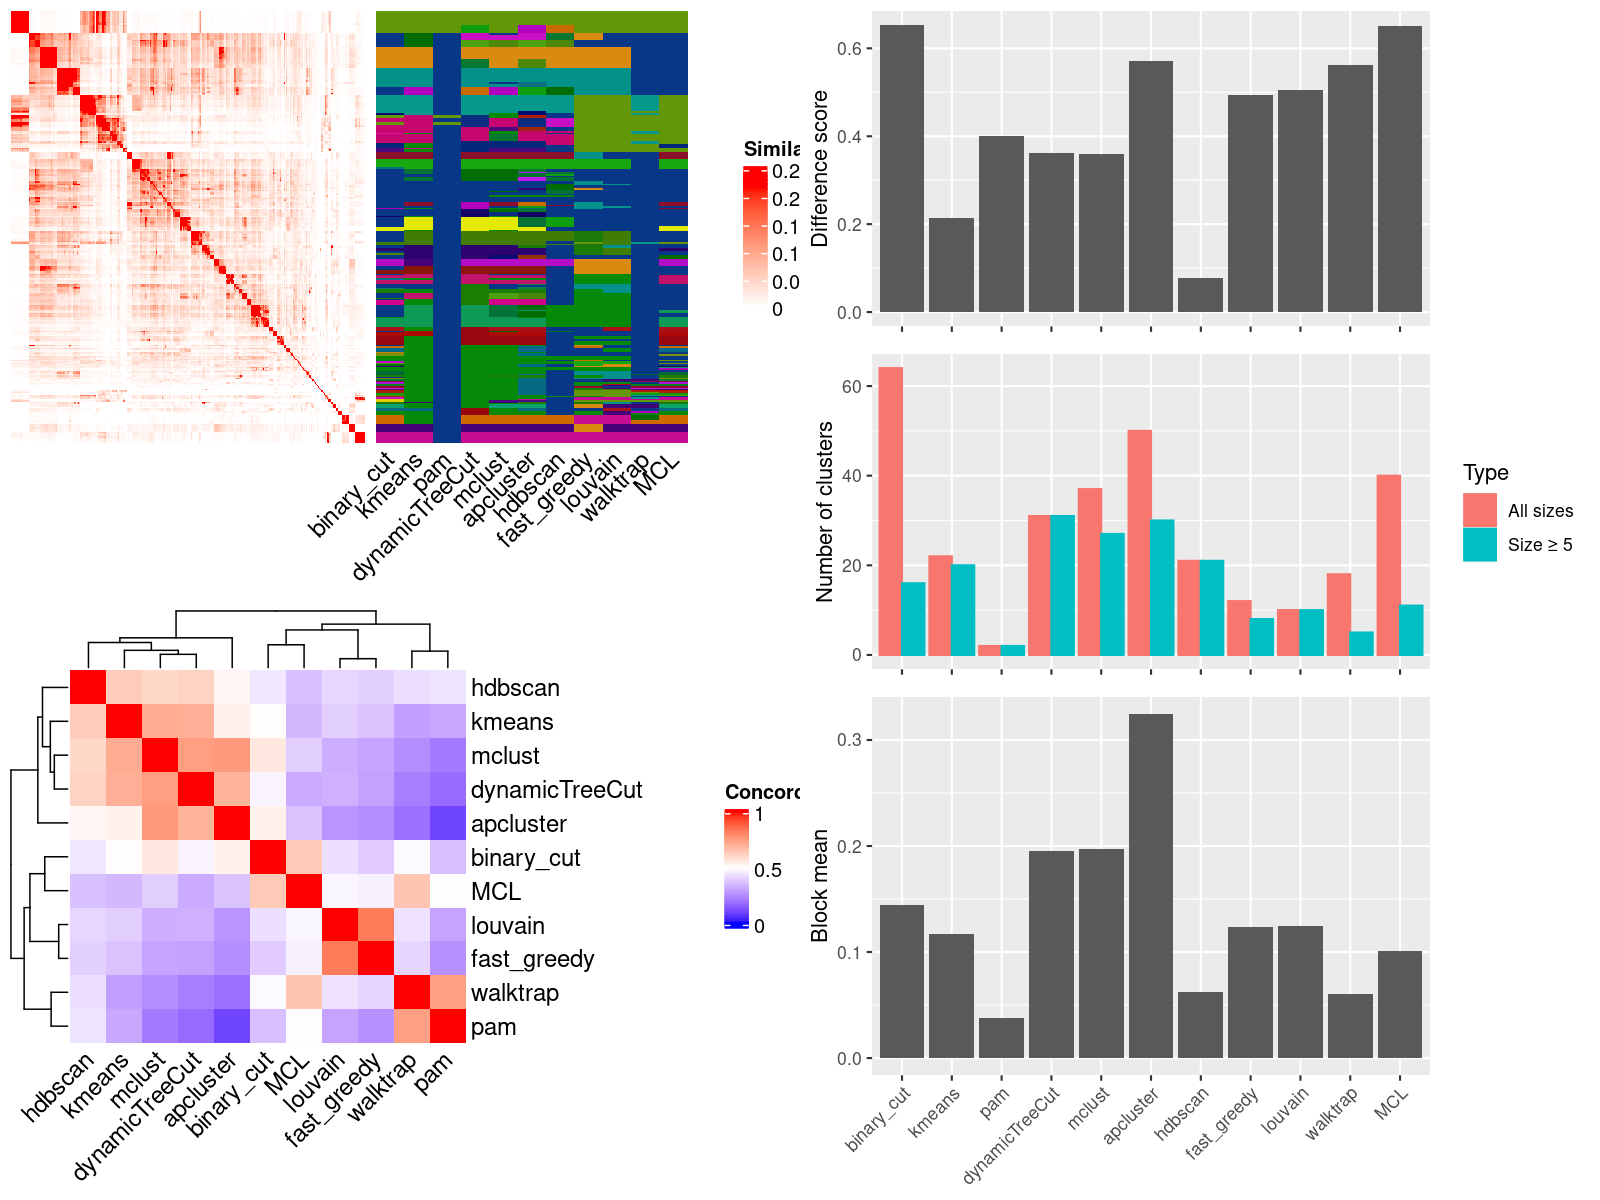 Simila
0.2
0.2
0.1
0.1
0.0
0
binary_cut
kmeans
pam
dynamicTreeCut
mclust
apcluster
hdbscan
fast_greedy
louvain
walktrap
MCL
hdbscan
kmeans
mclust
dynamicTreeCut
apcluster
binary_cut
MCL
louvain
fast_greedy
walktrap
pam
hdbscan
kmeans
mclust
dynamicTreeCut
apcluster
binary_cut
MCL
louvain
fast_greedy
walktrap
pam
Concord
1
0.5
0
Difference score
0.6
0.4
0.2
0.0
Number of clusters
60
40
20
0
Type
All sizes
Size ≥ 5
Block mean
0.3
0.2
0.1
0.0
binary_cut
kmeans
pam
dynamicTreeCut
mclust
apcluster
hdbscan
fast_greedy
louvain
walktrap
MCL